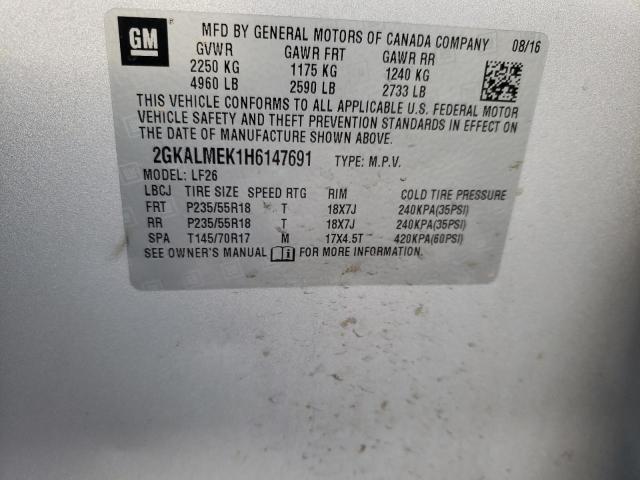 GM
MFD BY GENERAL MOTORS OF CANADA COMPANY 08/16
GVWR GAWR FRT GAWR RR
2250 KG 1175 KG 1240 KG
4960 LB 2590 LB 2733 LB
THIS VEHICLE CONFORMS TO ALL APPLICABLE U.S. FEDERAL MOTOR
VEHICLE SAFETY AND THEFT PREVENTION STANDARDS IN EFFECT ON
THE DATE OF MANUFACTURE SHOWN ABOVE.
2GKALMEK1H6147691 TYPE: M.P.V.
MODEL: LF26
LBCJ TIRE SIZE SPEED RTG RIM COLD TIRE PRESSURE
FRT P235/55R18 T 18X7J 240KPA(35PSI)
RR P235/55R18 T 18X7J 240KPA(35PSI)
SPA T145/70R17 M 17X4.5T 420KPA(60PSI)
SEE OWNER'S MANUAL FOR MORE INFORMATION.